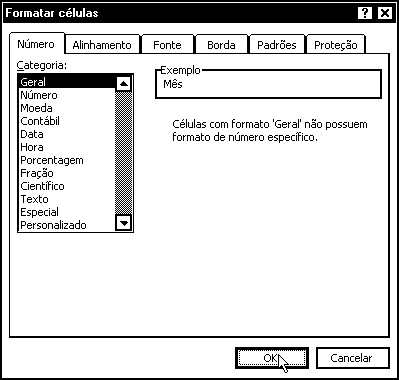 Formatar células
Número Alinhamento Fonte Borda Padrões Proteção
Categoria:
Geral
Número
Moeda
Contábil
Data
Hora
Porcentagem
Fração
Científico
Texto
Especial
Personalizado
Exemplo
Mês
Células com formato 'Geral' não possuem
formato de número específico.
OK Cancelar